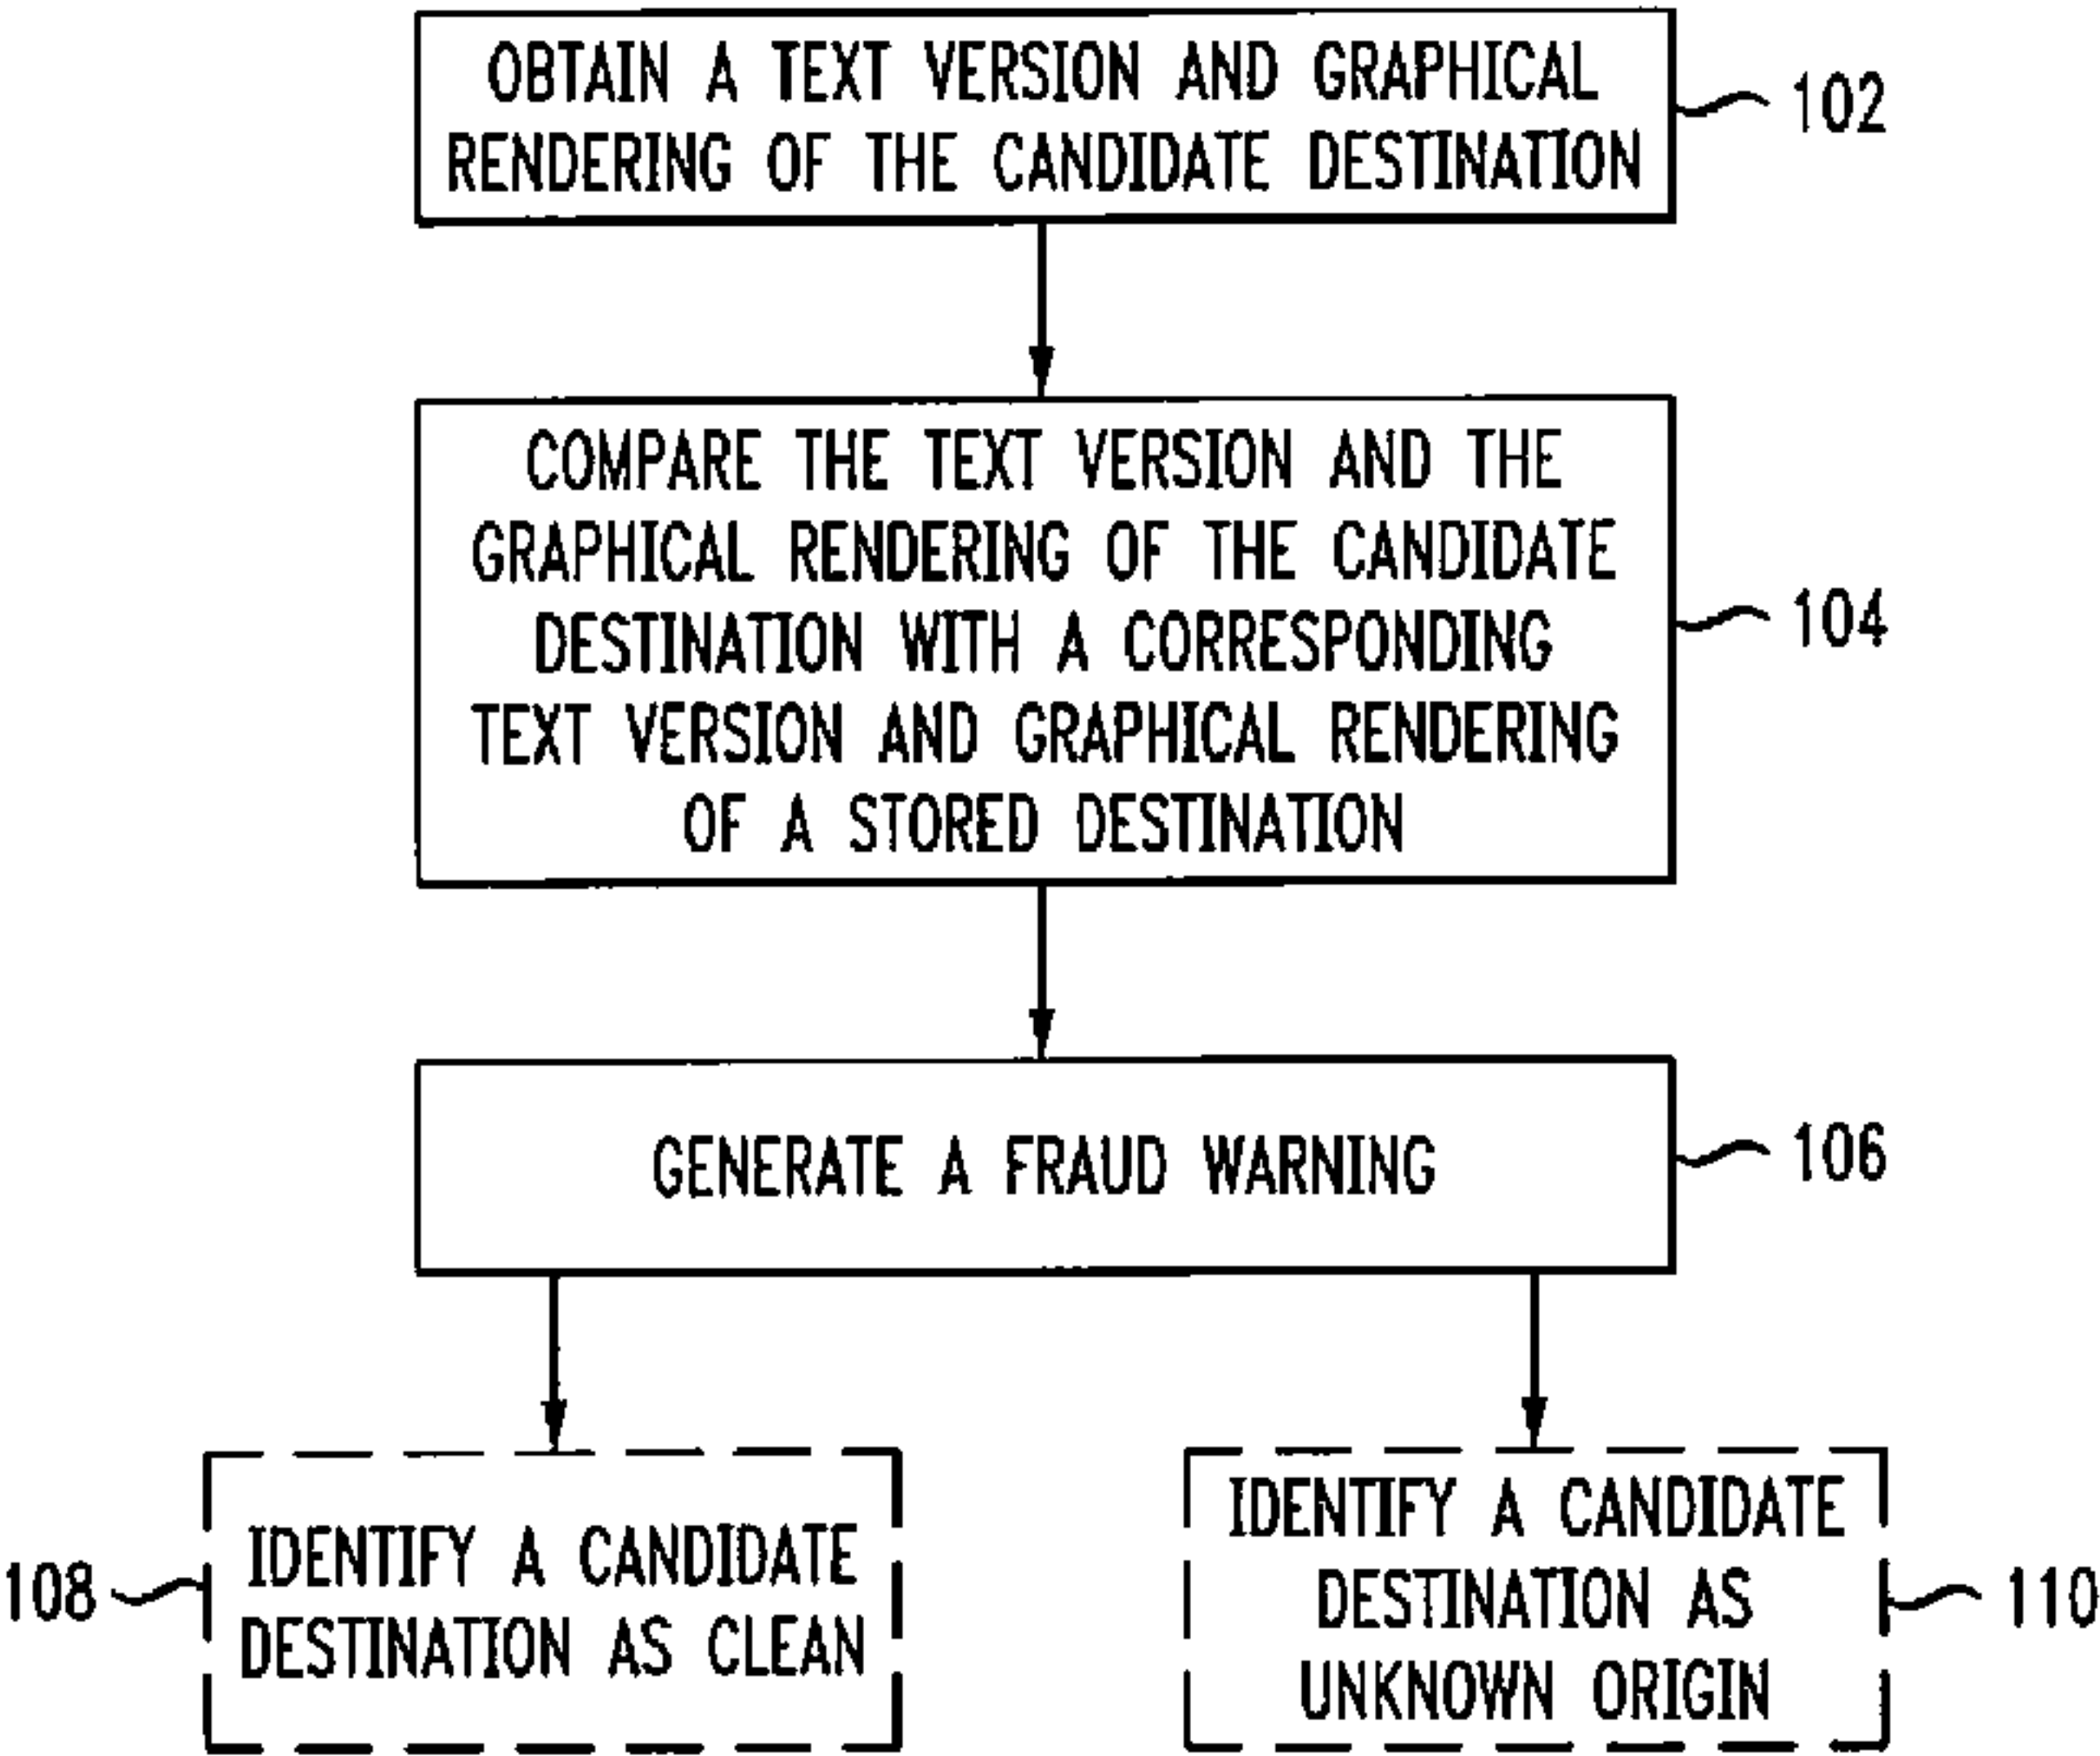 OBTAIN A TEXT VERSION AND GRAPHICAL
RENDERING OF THE CANDIDATE DESTINATION
102
COMPARE THE TEXT VERSION AND THE
GRAPHICAL RENDERING OF THE CANDIDATE
DESTINATION WITH A CORRESPONDING
TEXT VERSION AND GRAPHICAL RENDERING
OF A STORED DESTINATION
104
GENERATE A FRAUD WARNING
106
108
IDENTIFY A CANDIDATE
DESTINATION AS CLEAN
IDENTIFY A CANDIDATE
DESTINATION AS
UNKNOWN ORIGIN
110